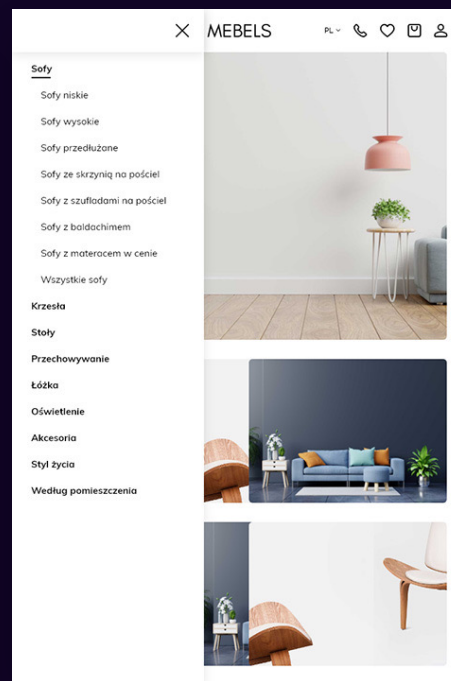 MEBELS
PL
Sofy
Sofy niskie
Sofy wysokie
Sofy przedłużane
Sofy ze skrzynią na pościel
Sofy z szufladami na pościel
Sofy z baldachimem
Sofy z materacem w cenie
Wszystkie sofy
Krzesła
Stoły
Przechowywanie
Łóżka
Oświetlenie
Akcesoria
Styl życia
Według pomieszczenia